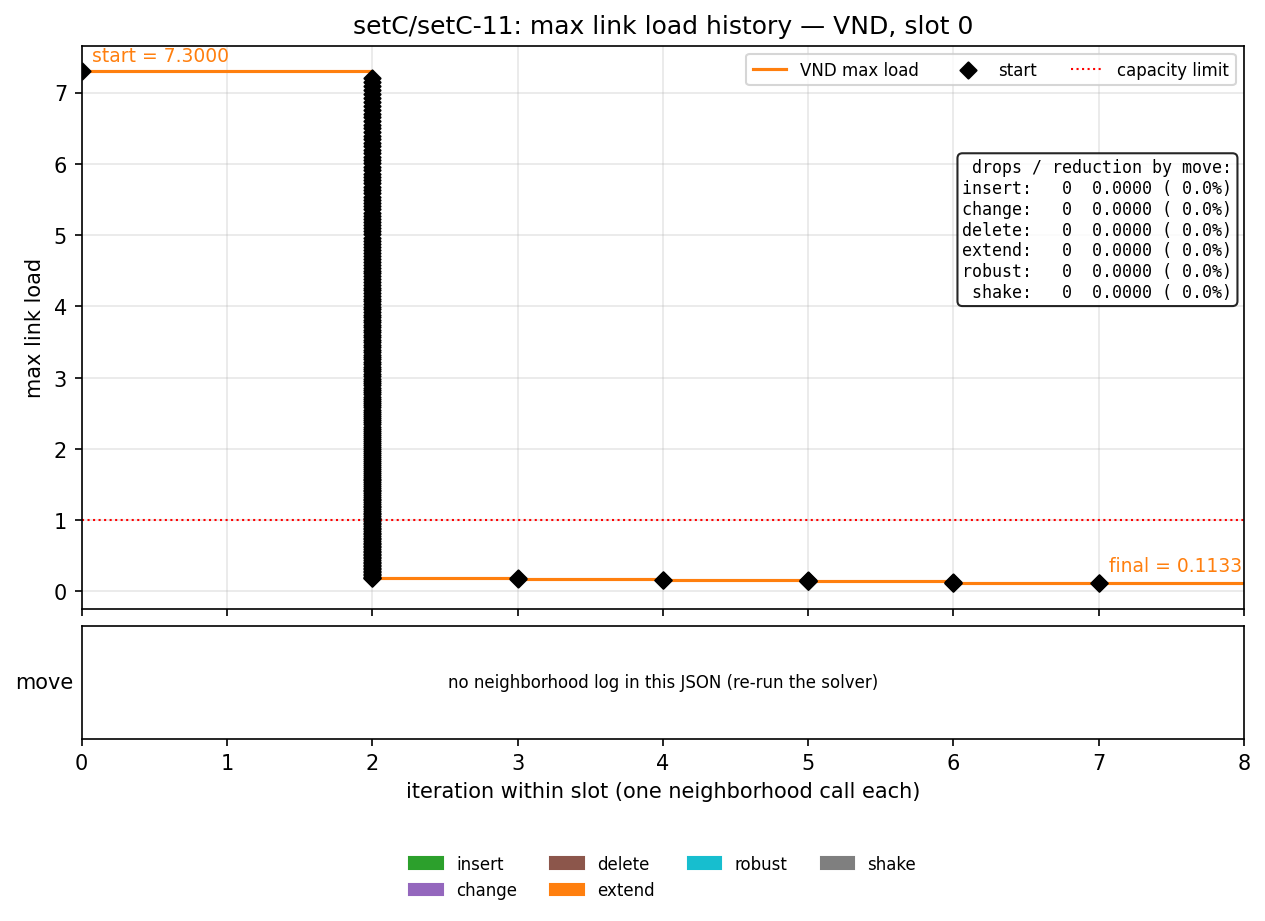 setC/setC-11: max link load history — VND, slot 0
start = 7.3000
VND max load
start
capacity limit
drops / reduction by move:
insert:   0  0.0000 ( 0.0%)
change:   0  0.0000 ( 0.0%)
delete:   0  0.0000 ( 0.0%)
extend:   0  0.0000 ( 0.0%)
robust:   0  0.0000 ( 0.0%)
shake:   0  0.0000 ( 0.0%)
7
6
5
4
3
2
1
0
max link load
final = 0.1133
move
no neighborhood log in this JSON (re-run the solver)
0 1 2 3 4 5 6 7 8
iteration within slot (one neighborhood call each)
insert delete robust shake
change extend